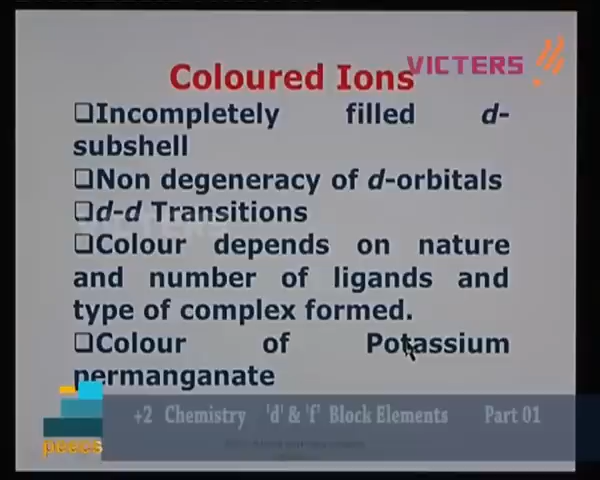 VICTERS
Coloured Ions
❑Incompletely filled d-
subshell
❑Non degeneracy of d-orbitals
❑d-d Transitions
❑Colour depends on nature
and number of ligands and
type of complex formed.
❑Colour of Potassium
permanganate
+2 Chemistry 'd' & 'f' Block Elements Part 01
peecs